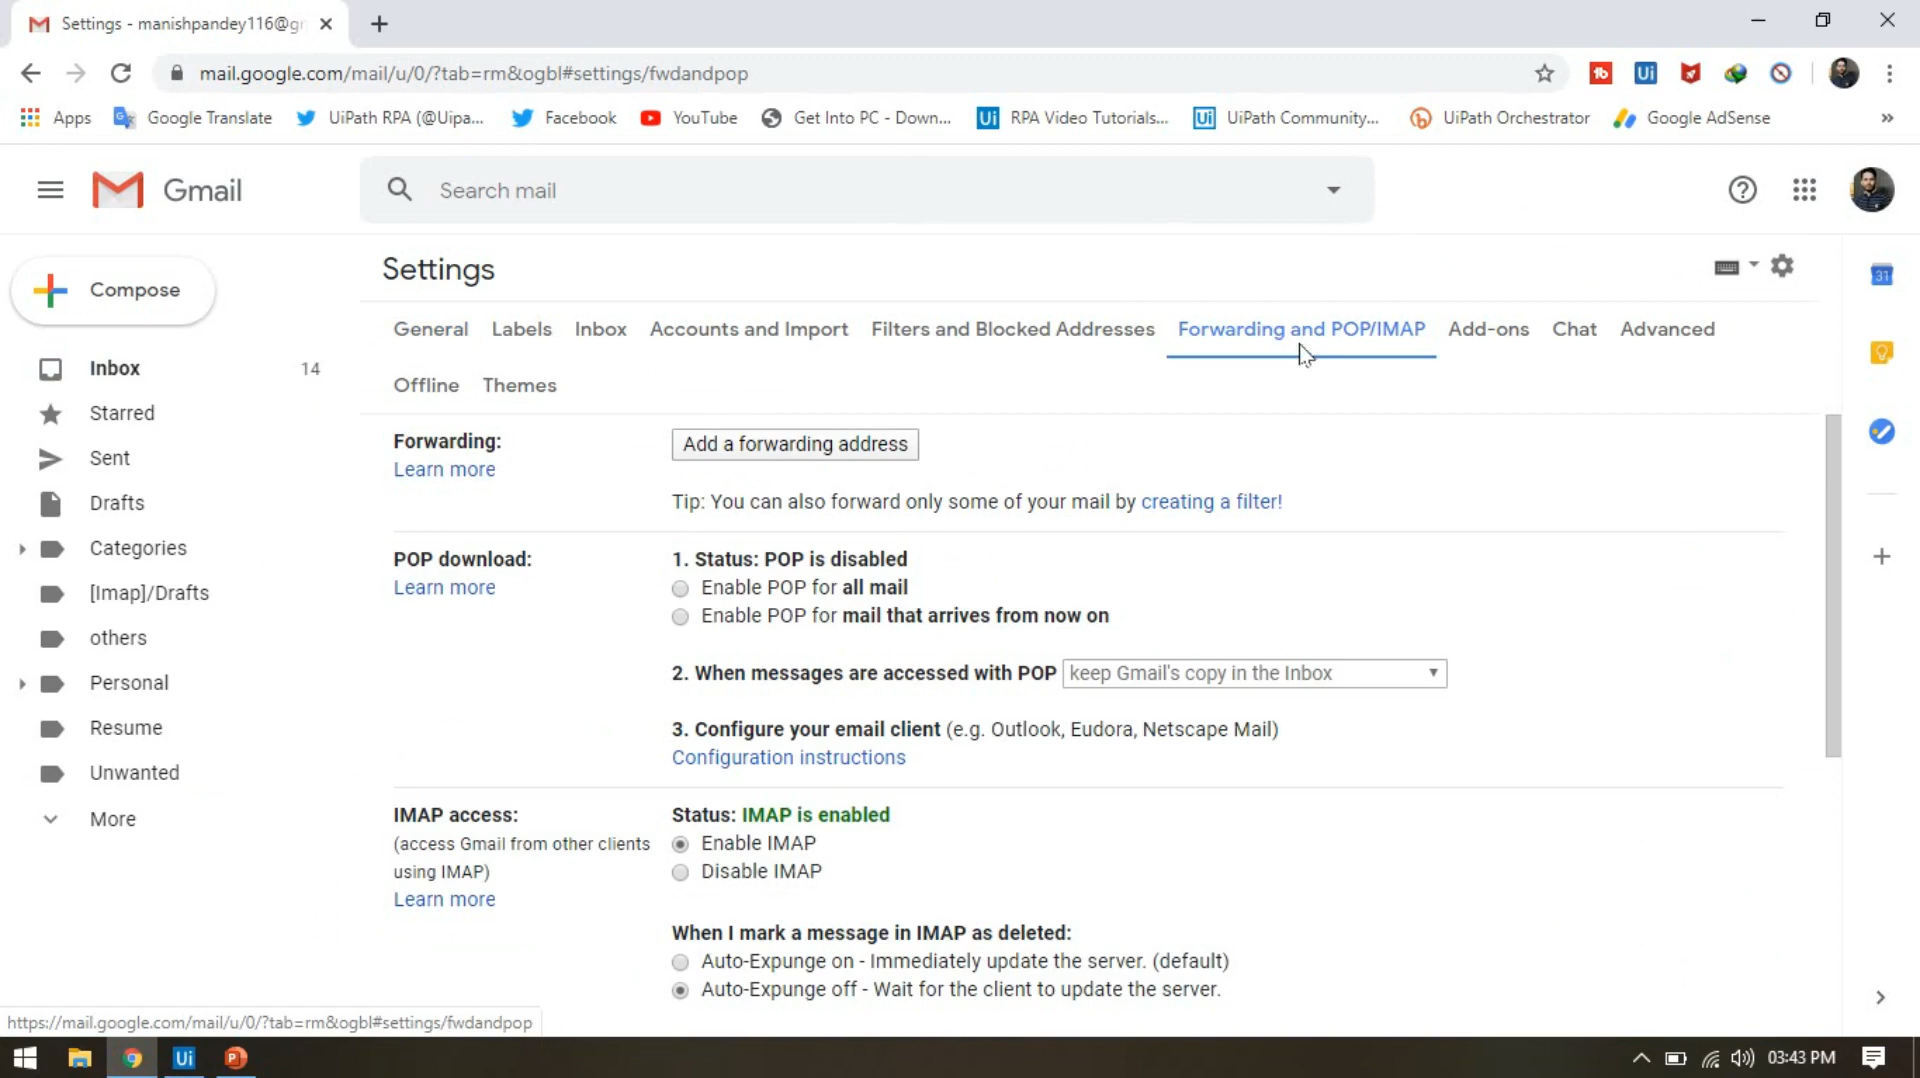 Settings - manishpandey116@gr
mail.google.com/mail/u/0/?tab=rm&ogbl#settings/fwdandpop
Apps
Google Translate
UiPath RPA (@Uipa...
Facebook
YouTube
Get Into PC - Down...
RPA Video Tutorials...
UiPath Community...
UiPath Orchestrator
Google AdSense
Gmail
Search mail
Compose
Inbox 14
Starred
Sent
Drafts
Categories
[Imap]/Drafts
others
Personal
Resume
Unwanted
More
Settings
General Labels Inbox Accounts and Import Filters and Blocked Addresses Forwarding and POP/IMAP Add-ons Chat Advanced
Offline Themes
Forwarding:
Learn more
Add a forwarding address
Tip: You can also forward only some of your mail by creating a filter!
POP download:
Learn more
1. Status: POP is disabled
Enable POP for all mail
Enable POP for mail that arrives from now on
2. When messages are accessed with POP keep Gmail's copy in the Inbox
3. Configure your email client (e.g. Outlook, Eudora, Netscape Mail)
Configuration instructions
IMAP access:
(access Gmail from other clients
using IMAP)
Learn more
Status: IMAP is enabled
Enable IMAP
Disable IMAP
When I mark a message in IMAP as deleted:
Auto-Expunge on - Immediately update the server. (default)
Auto-Expunge off - Wait for the client to update the server.
31
https://mail.google.com/mail/u/0/?tab=rm&ogbl#settings/fwdandpop
Ui
03:43 PM